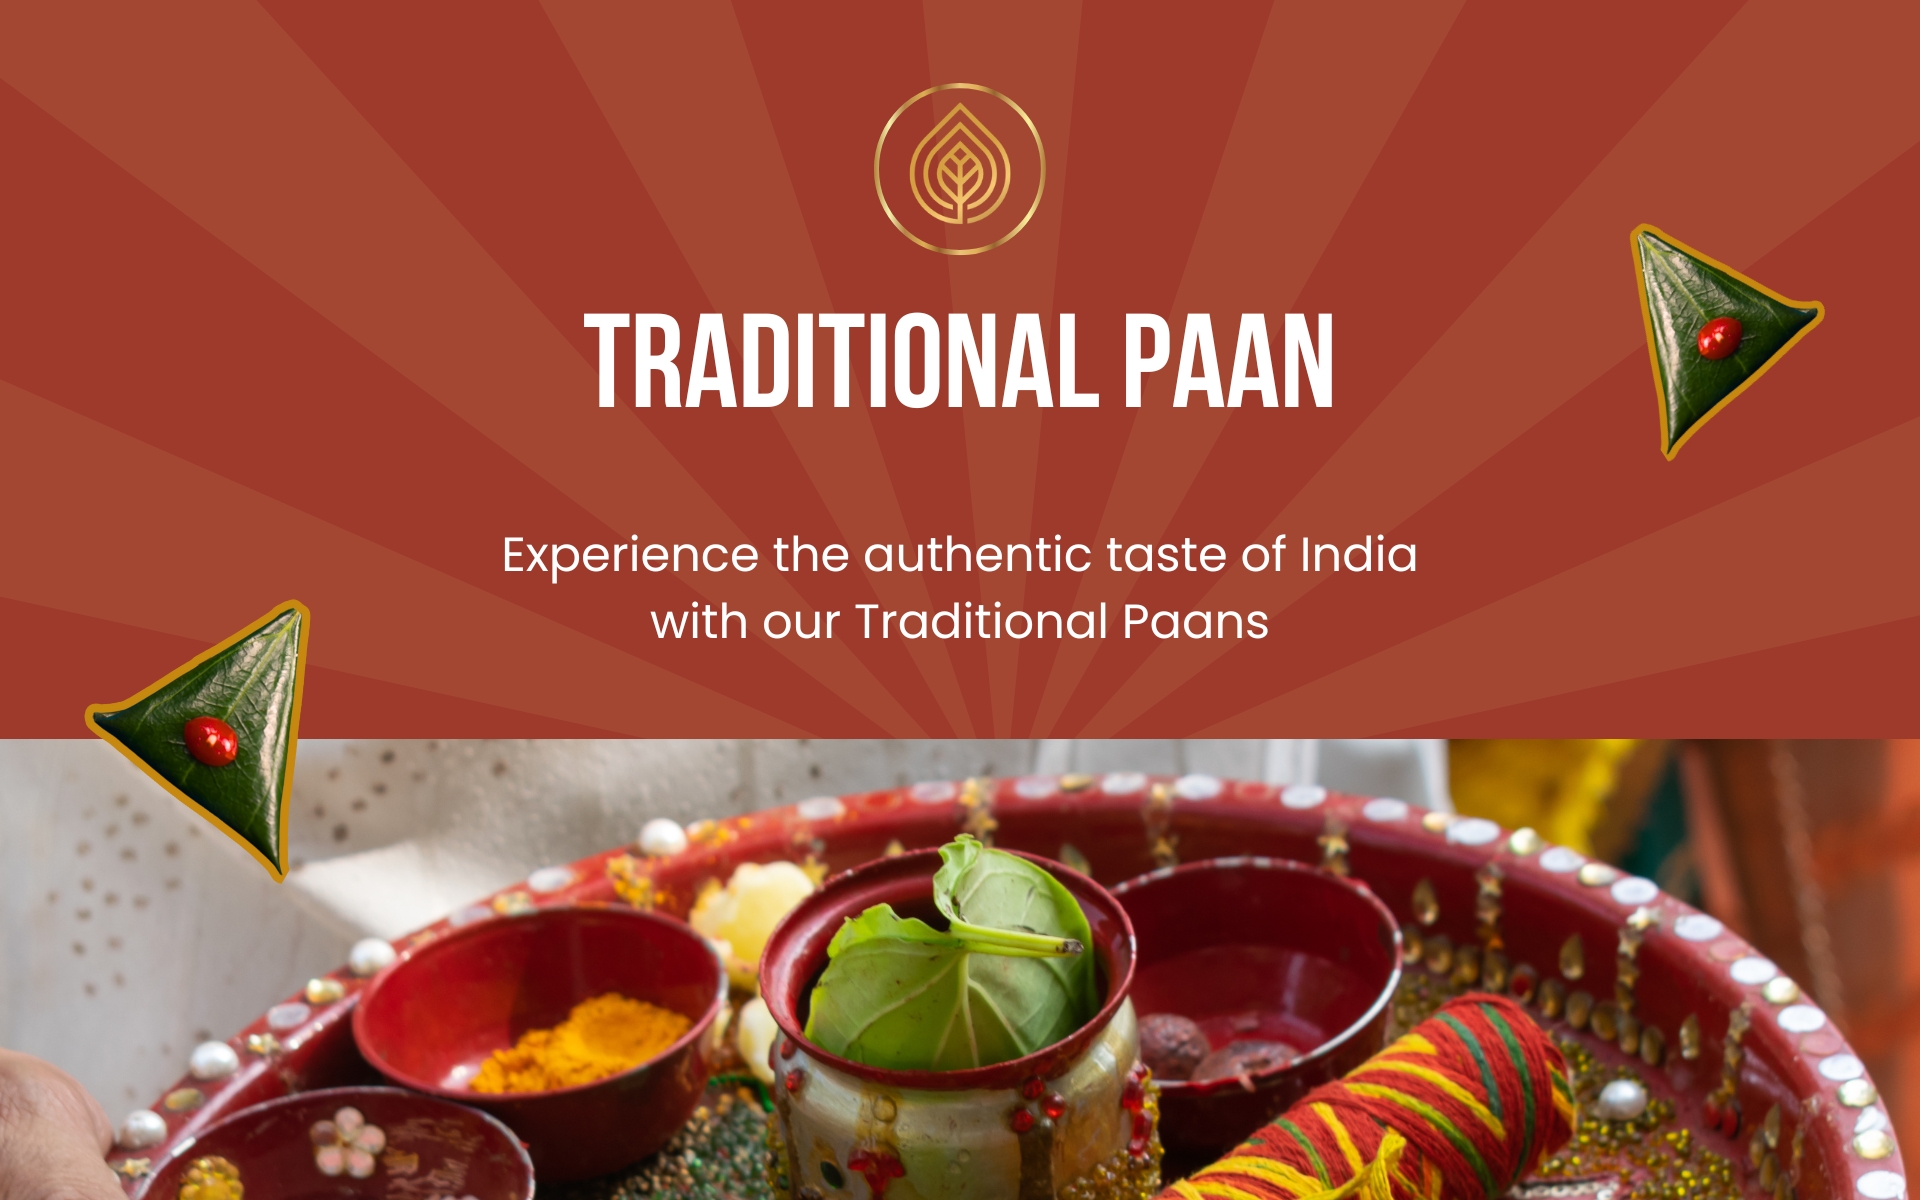 TRADITIONAL PAAN
Experience the authentic taste of India
with our Traditional Paans